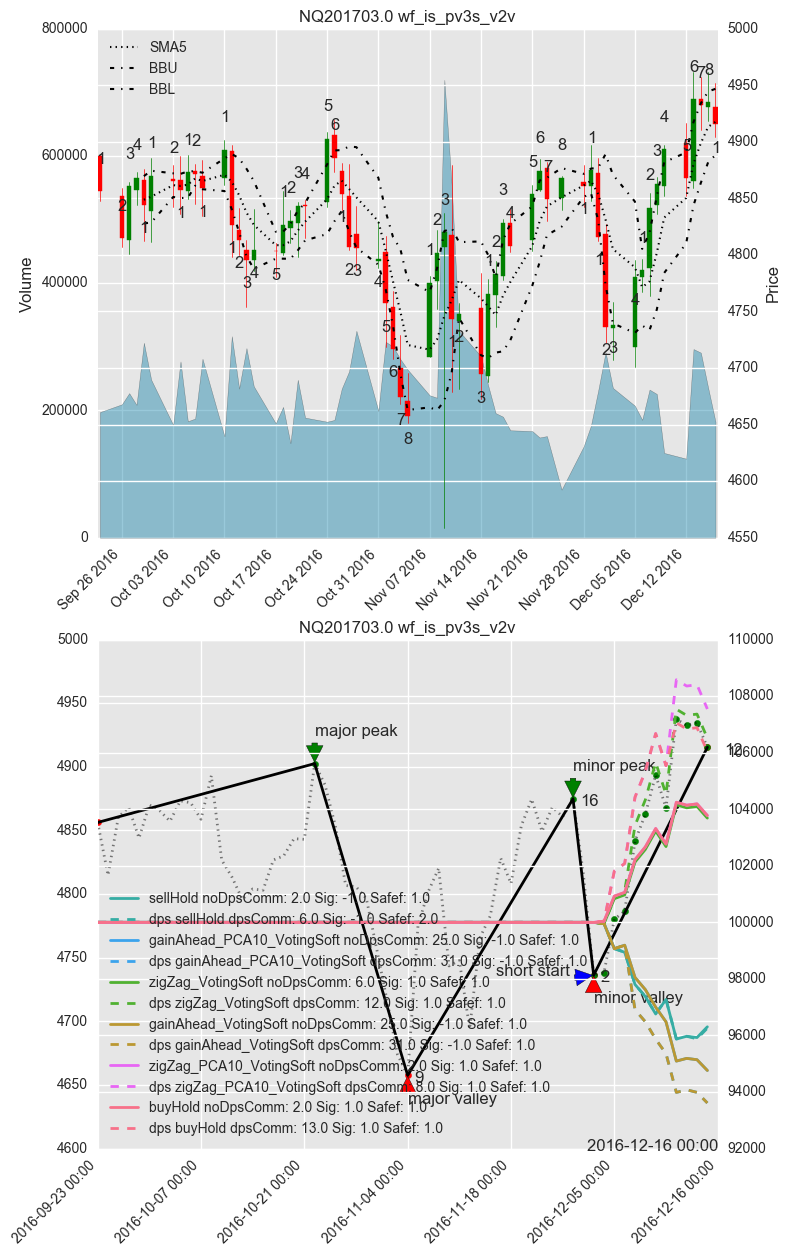 NQ201703.0 wf_is_pv3s_v2v
800000
600000
400000
200000
0
Volume
5000
4950
4900
4850
4800
4750
4700
4650
4600
4550
Price
SMA5
BBU
BBL
Sep 26 2016
Oct 03 2016
Oct 10 2016
Oct 17 2016
Oct 24 2016
Oct 31 2016
Nov 07 2016
Nov 14 2016
Nov 21 2016
Nov 28 2016
Dec 05 2016
Dec 12 2016
NQ201703.0 wf_is_pv3s_v2v
5000
4950
4900
4850
4800
4750
4700
4650
4600
110000
108000
106000
104000
102000
100000
98000
96000
94000
92000
major peak
minor peak
16
12
short start
2
minor valley
9
major valley
sellHold noDpsComm: 2.0 Sig: -1.0 Safef: 1.0
dps sellHold dpsComm: 6.0 Sig: -1.0 Safef: 2.0
gainAhead_PCA10_VotingSoft noDpsComm: 25.0 Sig: -1.0 Safef: 1.0
dps gainAhead_PCA10_VotingSoft dpsComm: 31.0 Sig: -1.0 Safef: 1.0
zigZag_VotingSoft noDpsComm: 6.0 Sig: 1.0 Safef: 1.0
dps zigZag_VotingSoft dpsComm: 12.0 Sig: 1.0 Safef: 1.0
gainAhead_VotingSoft noDpsComm: 25.0 Sig: -1.0 Safef: 1.0
dps gainAhead_VotingSoft dpsComm: 31.0 Sig: -1.0 Safef: 1.0
zigZag_PCA10_VotingSoft noDpsComm: .0 Sig: 1.0 Safef: 1.0
dps zigZag_PCA10_VotingSoft dpsComm: 8.0 Sig: 1.0 Safef: 1.0
buyHold noDpsComm: 2.0 Sig: 1.0 Safef: 1.0
dps buyHold dpsComm: 13.0 Sig: 1.0 Safef: 1.0
2016-12-16 00:00
2016-09-23 00:00
2016-10-07 00:00
2016-10-21 00:00
2016-11-04 00:00
2016-11-18 00:00
2016-12-05 00:00
2016-12-16 00:00